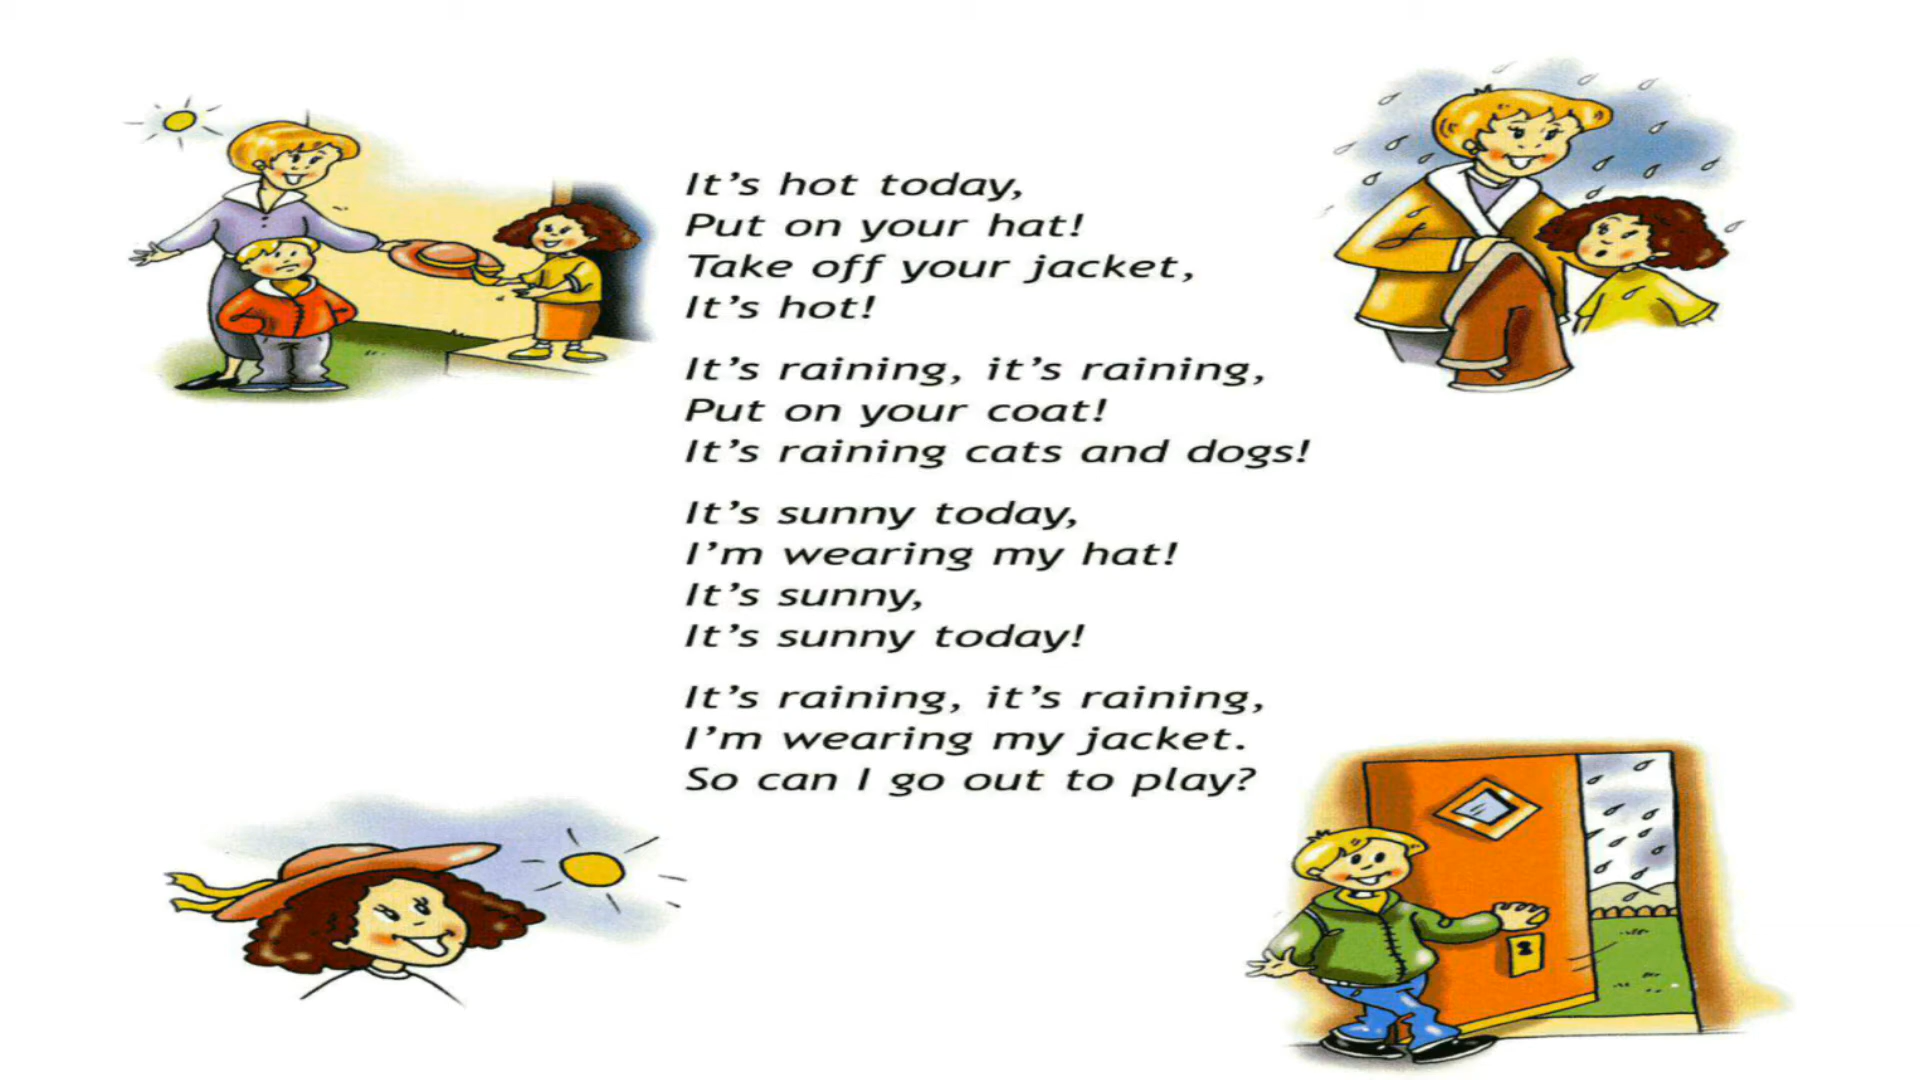 It's hot today,
Put on your hat!
Take off your jacket,
It's hot!
It's raining, it's raining,
Put on your coat!
It's raining cats and dogs!
It's sunny today,
I'm wearing my hat!
It's sunny,
It's sunny today!
It's raining, it's raining,
I'm wearing my jacket.
So can I go out to play?